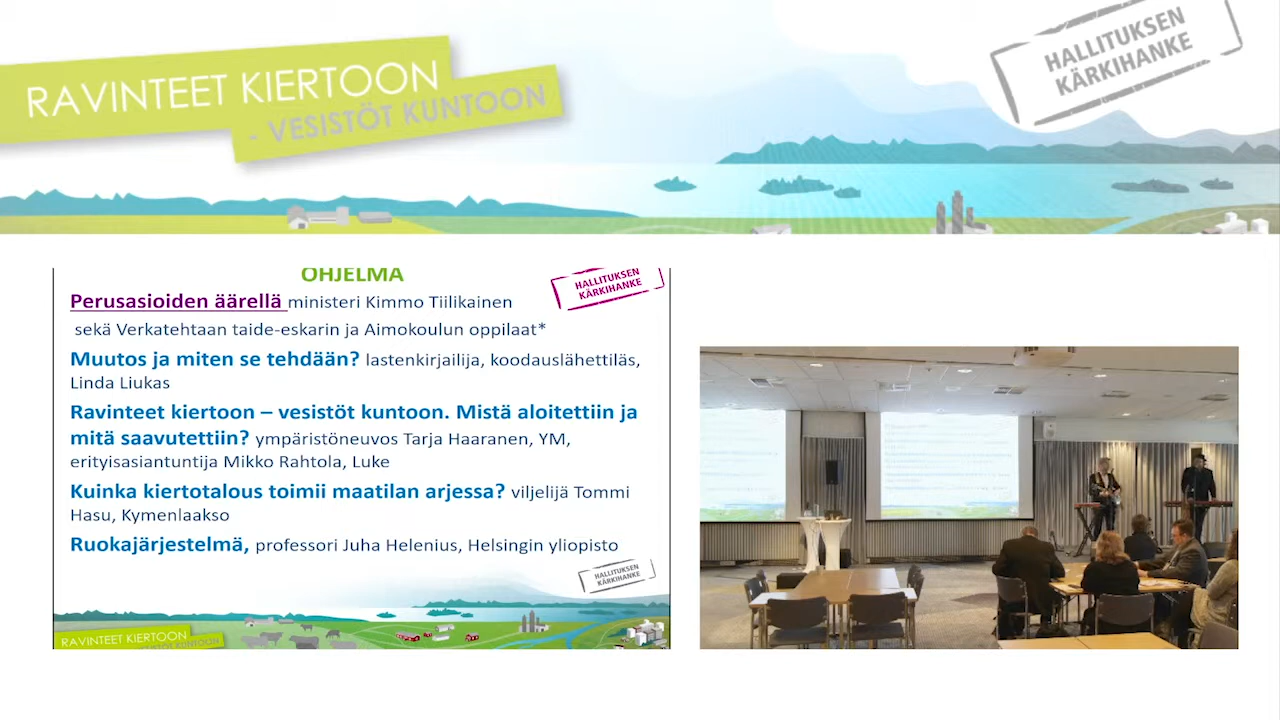 RAVINTEET KIERTOON
- VESISTÖT KUNTOON
HALLITUKSEN
KÄRKIHANKE
OHJELMA
HALLITUKSEN
KÄRKIHANKE
Perusasioiden äärellä ministeri Kimmo Tiilikainen
sekä Verkatehtaan taide-eskarin ja Aimokoulun oppilaat*
Muutos ja miten se tehdään? lastenkirjailija, koodauslähettiläs,
Linda Liukas
Ravinteet kiertoon – vesistöt kuntoon. Mistä aloitettiin ja
mitä saavutettiin? ympäristöneuvos Tarja Haaranen, YM,
erityisasiantuntija Mikko Rahtola, Luke
Kuinka kiertotalous toimii maatilan arjessa? viljelijä Tommi
Hasu, Kymenlaakso
Ruokajärjestelmä, professori Juha Helenius, Helsingin yliopisto
HALLITUKSEN
KÄRKIHANKE
RAVINTEET KIERTOON
KUNTOON